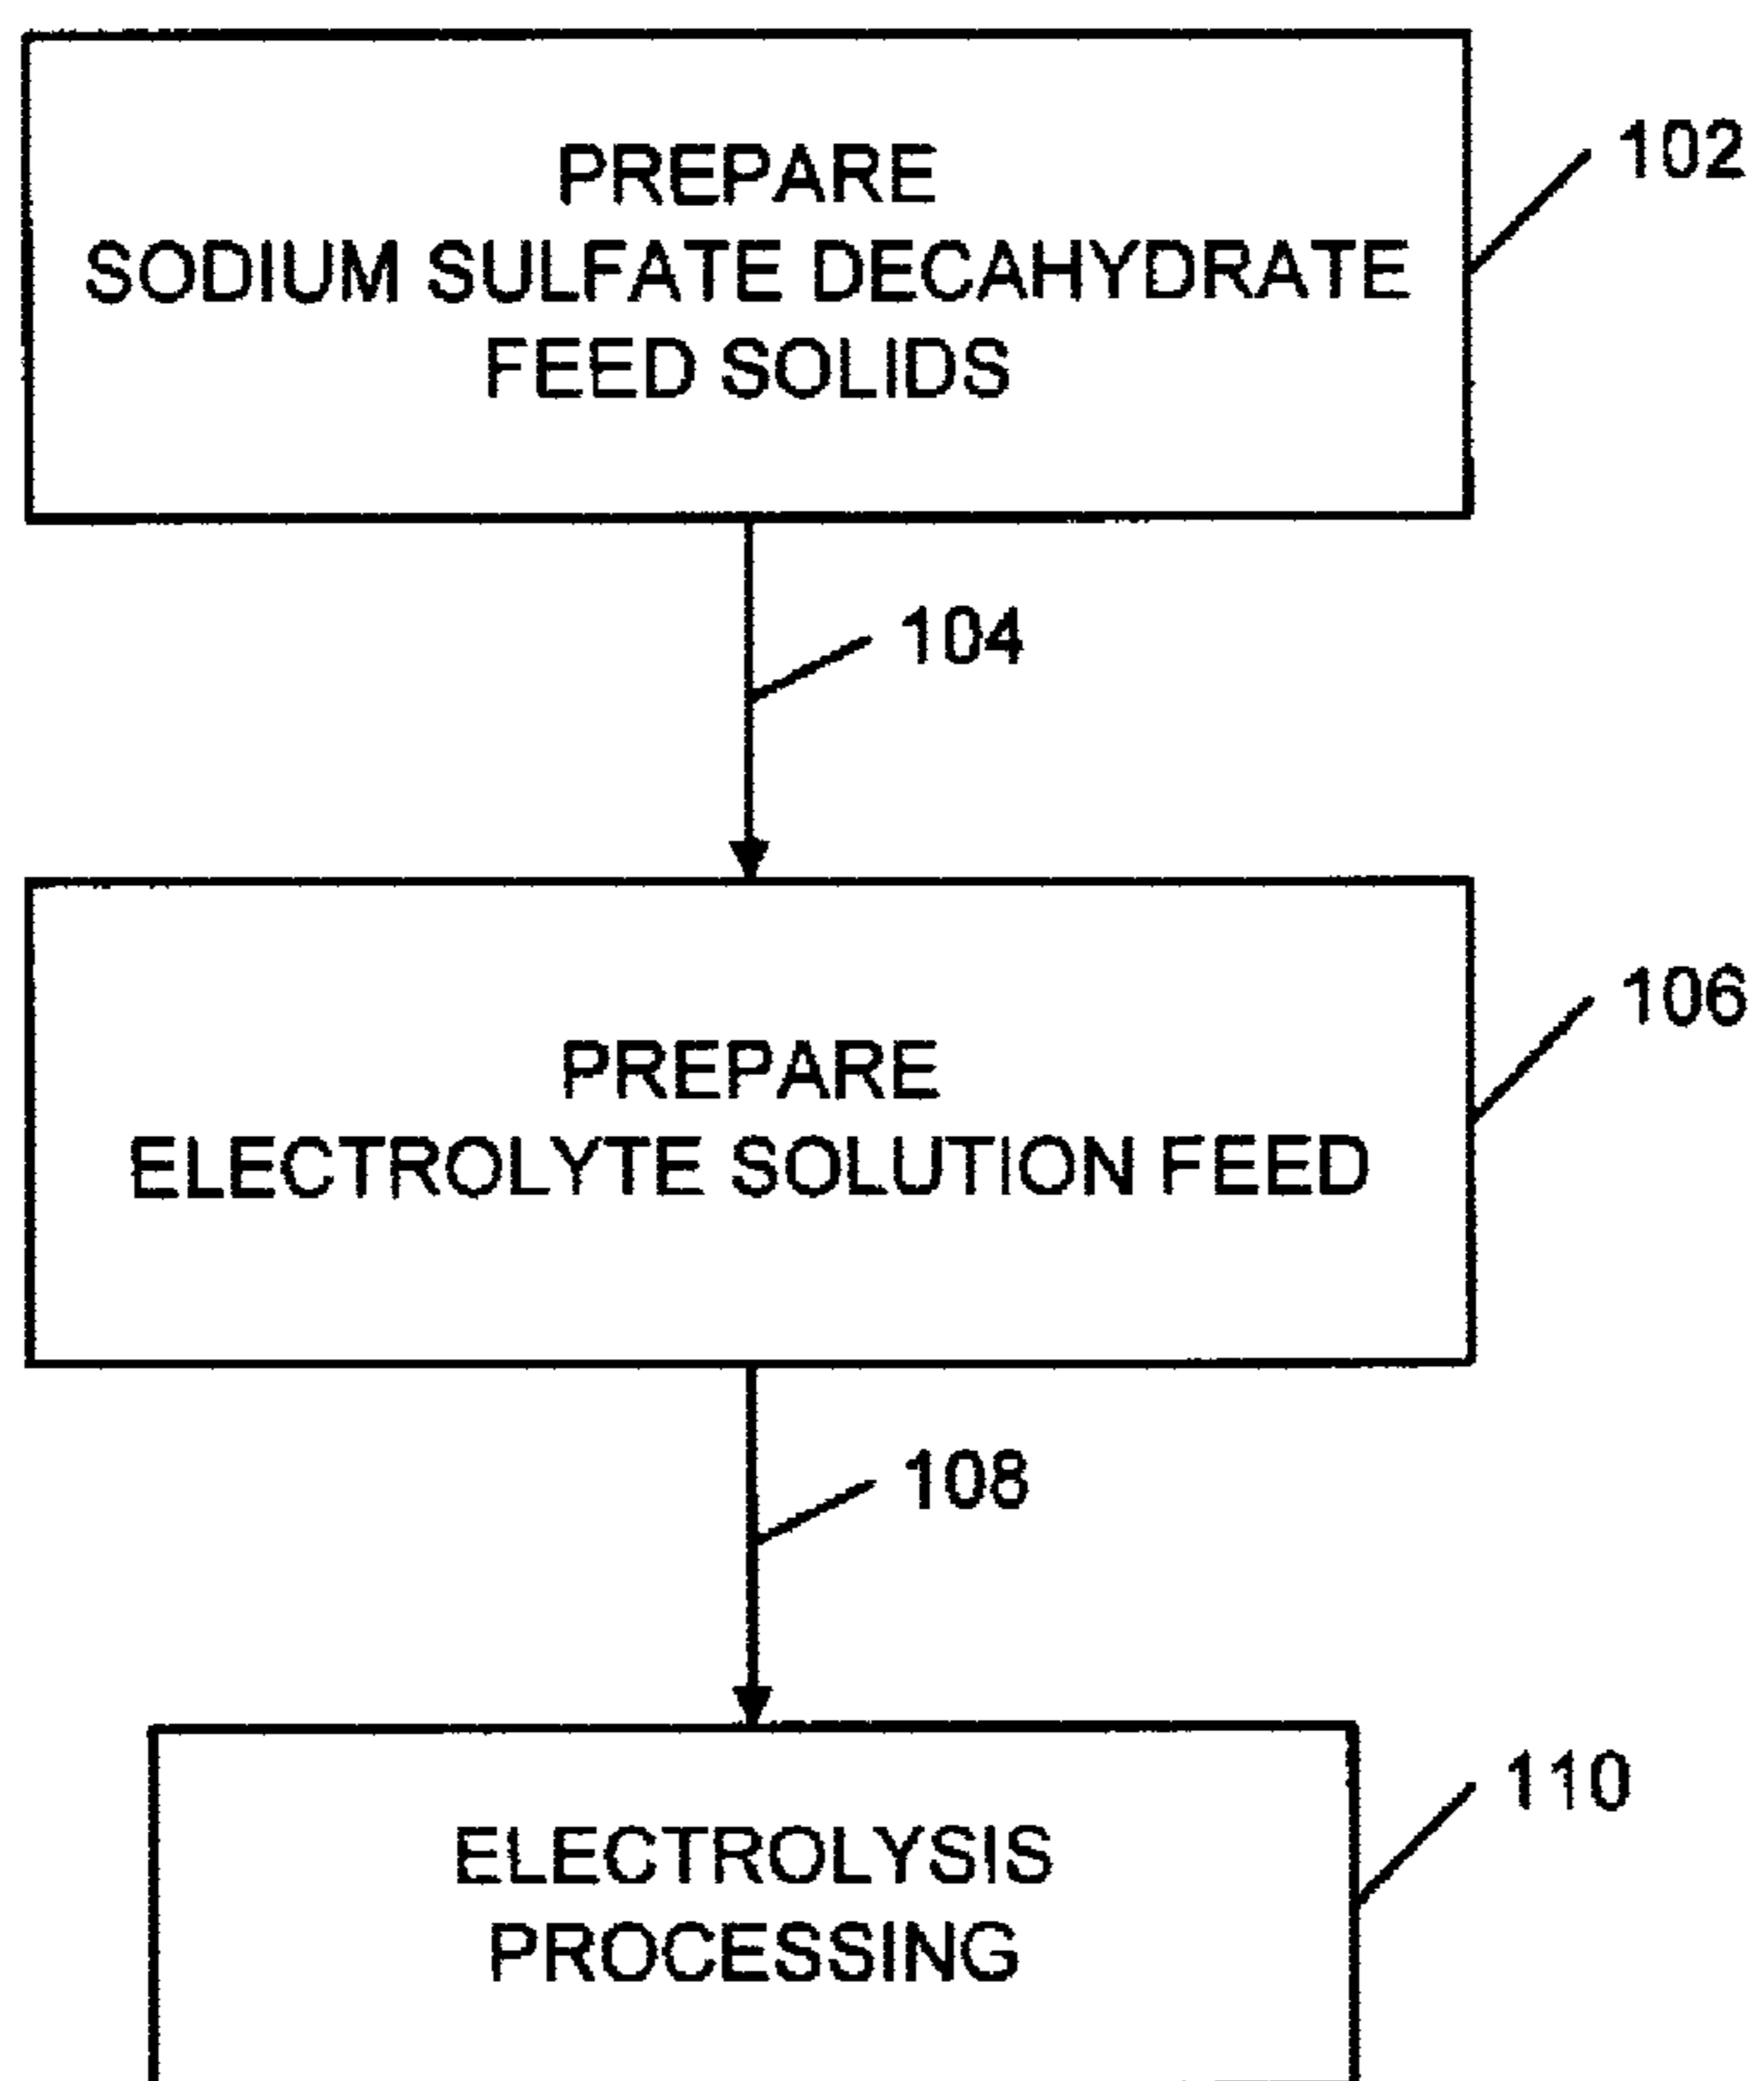 PREPARE
SODIUM SULFATE DECAHYDRATE
FEED SOLIDS
102
104
PREPARE
ELECTROLYTE SOLUTION FEED
106
108
ELECTROLYSIS
PROCESSING
110